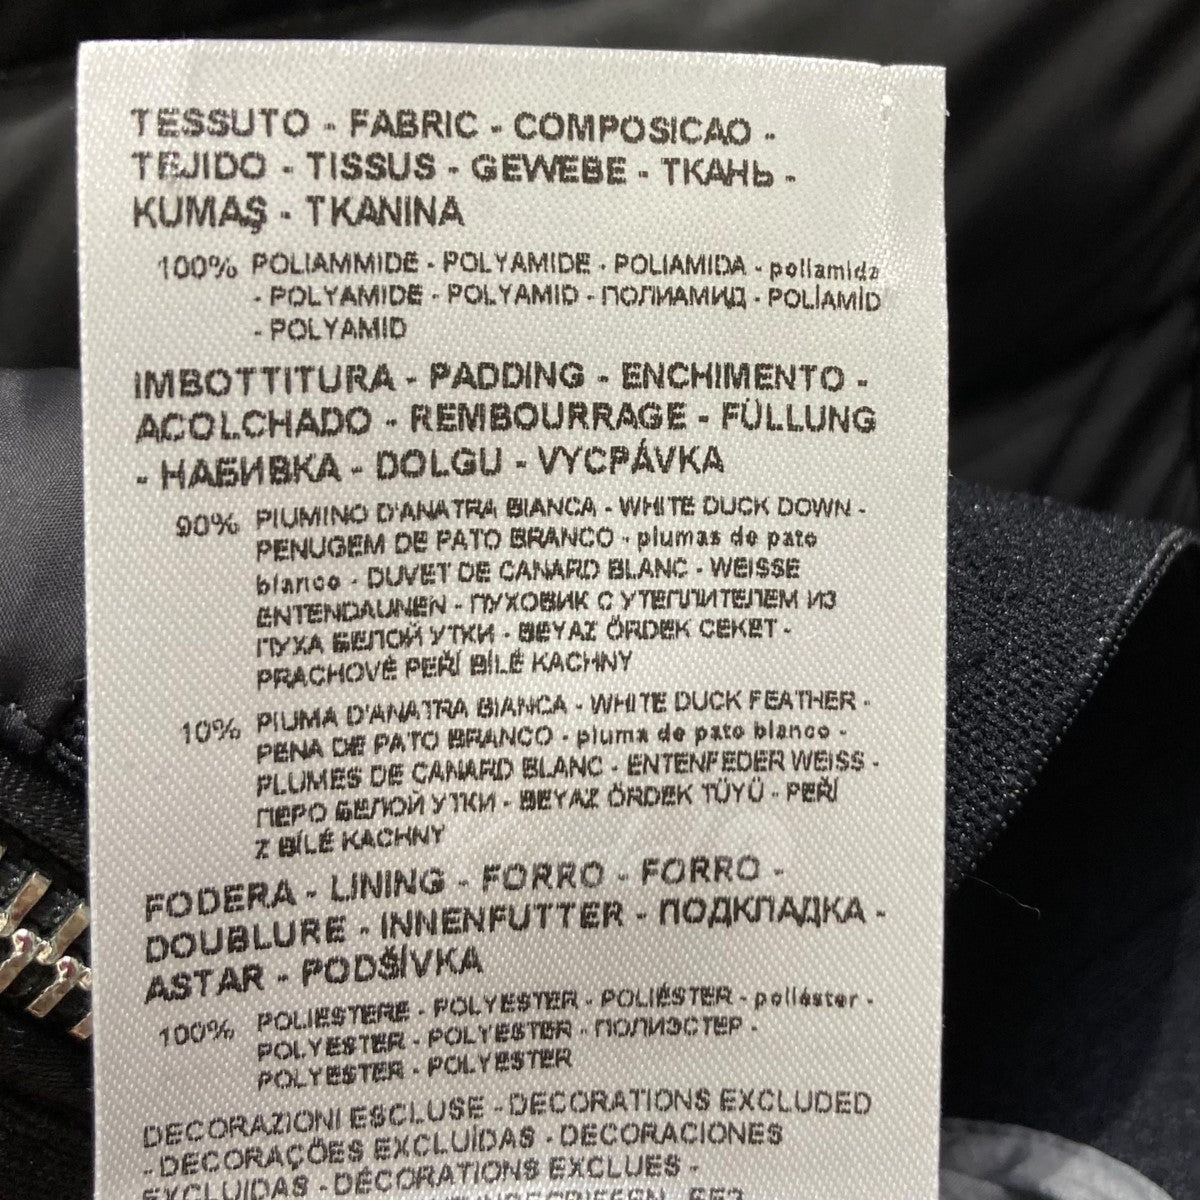 TESSUTO - FABRIC - COMPOSICAO -
TEJIDO - TISSUS - GEWEBE - ТКАНЬ -
KUMAŞ - TKANINA
100% POLIAMMIDE - POLYAMIDE - POLIAMIDA - poliamida
- POLYAMIDE - POLYAMID - ПОЛИАМИД - POLİAMİD
- POLYAMID
IMBOTTITURA - PADDING - ENCHIMENTO -
ACOLCHADO - REMBOURRAGE - FÜLLUNG
- НАБИВКА - DOLGU - VYCPÁVKA
90% PIUMINO D'ANATRA BIANCA - WHITE DUCK DOWN -
PENUGEM DE PATO BRANCO - plumas de pato
blanco - DUVET DE CANARD BLANC - WEISSE
ENTENDAUNEN - ПУХОВИК С УТЕПЛИТЕЛЕМ ИЗ
ПУХА БЕЛОЙ УТКИ - BEYAZ ÖRDEK CEKET -
PRACHOVÉ PEŘÍ BÍLÉ KACHNY
10% PIUMA D'ANATRA BIANCA - WHITE DUCK FEATHER -
PENA DE PATO BRANCO - pluma de pato blanco -
PLUMES DE CANARD BLANC - ENTENFEDER WEISS -
ПЕРО БЕЛОЙ УТКИ - BEYAZ ÖRDEK TÜYÜ - PEŘÍ
Z BÍLÉ KACHNY
FODERA - LINING - FORRO - FORRO -
DOUBLURE - INNENFUTTER - ПОДКЛАДКА -
ASTAR - PODŠÍVKA
100% POLIESTERE - POLYESTER - POLIÉSTER - poliéster -
POLYESTER - POLYESTER - ПОЛИЭСТЕР -
POLYESTER - POLYESTER
DECORAZIONI ESCLUSE - DECORATIONS EXCLUDED
- DECORAÇÕES EXCLUÍDAS - DECORACIONES
EXCLUIDAS - DÉCORATIONS EXCLUES -